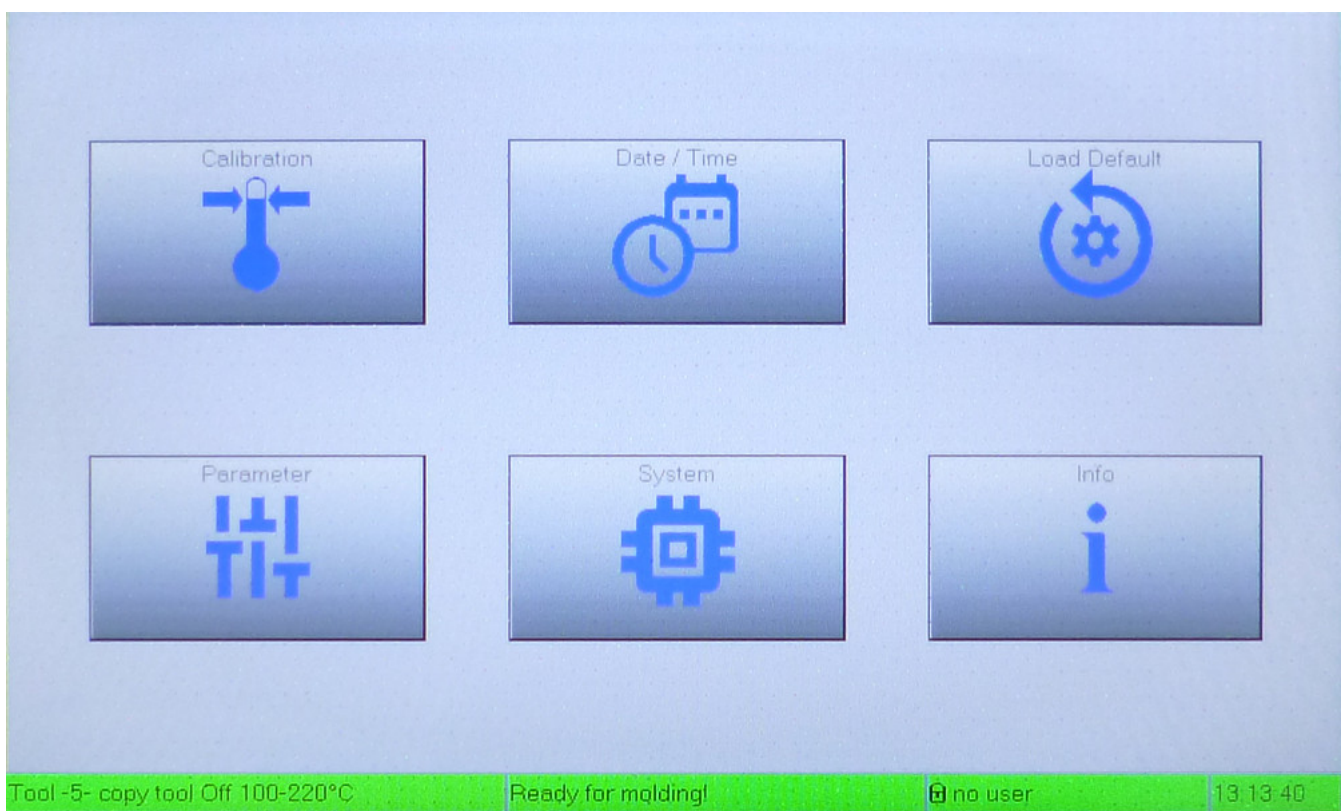 Calibration
Date / Time
Load Default
Parameter
System
Info
Tool -5- copy tool Off 100-220°C
Ready for molding!
no user
13 13 40